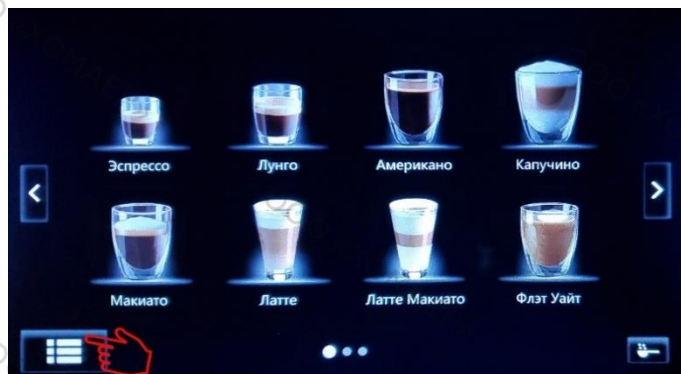 Эспрессо
Лунго
Американо
Капучино
Макиато
Латте
Латте Макиато
Флэт Уайт